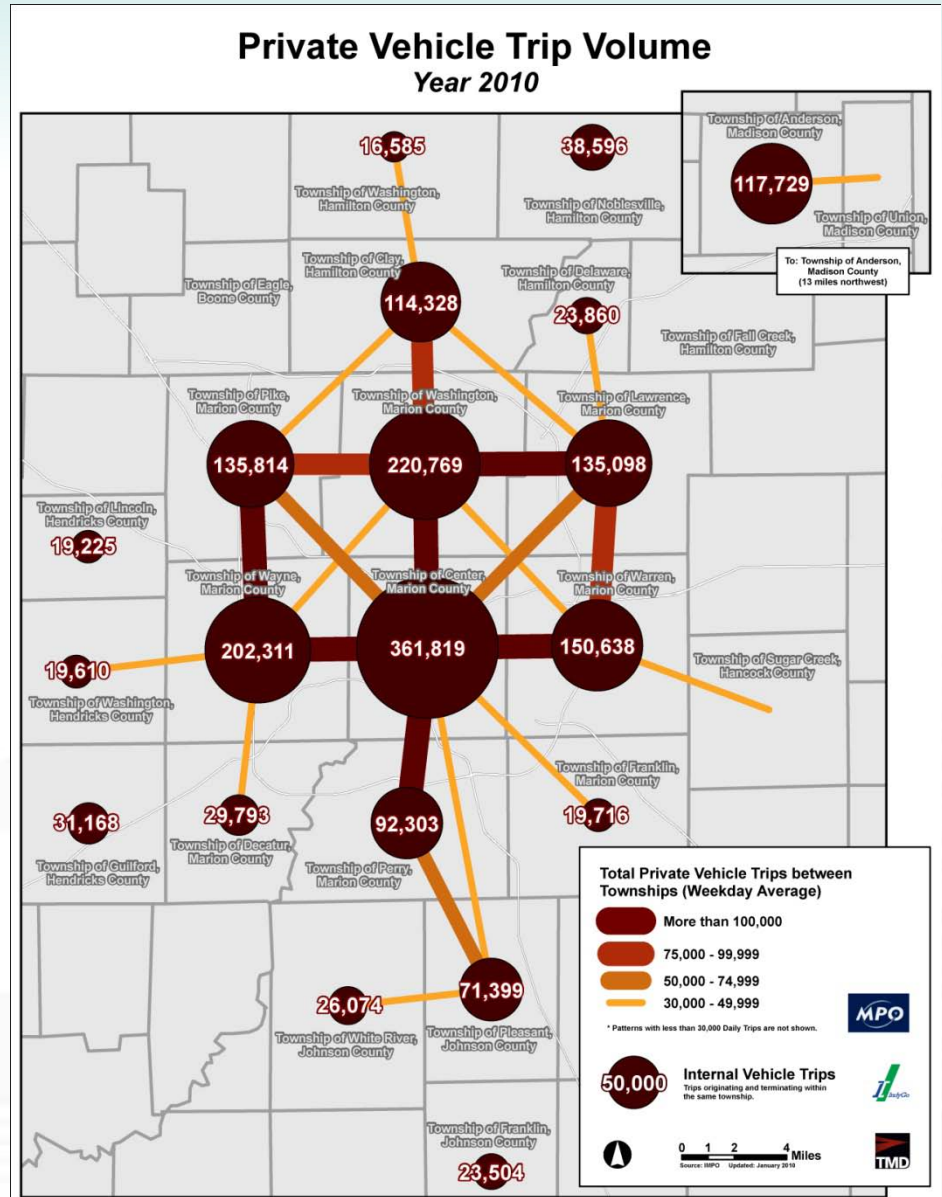 Private Vehicle Trip Volume
Year 2010
Township of Anderson,
Madison County
117,729
Township of Union,
Madison County
To: Township of Anderson,
Madison County
(13 miles northwest)
16,585
Township of Washington,
Hamilton County
38,596
Township of Noblesville,
Hamilton County
Township of Clay,
Hamilton County
114,328
Township of Eagle,
Boone County
Township of Delaware,
Hamilton County
23,860
Township of Fall Creek,
Hamilton County
Township of Pike,
Marion County
135,814
Township of Washington,
Marion County
220,769
Township of Lawrence,
Marion County
135,098
Township of Lincoln,
Hendricks County
19,225
Township of Wayne,
Marion County
202,311
Township of Center,
Marion County
361,819
Township of Warren,
Marion County
150,638
Township of Sugar Creek,
Hancock County
19,610
Township of Washington,
Hendricks County
31,168
Township of Guilford,
Hendricks County
29,793
Township of Decatur,
Marion County
92,303
Township of Perry,
Marion County
Township of Franklin,
Marion County
19,716
71,399
Township of Pleasant,
Johnson County
26,074
Township of White River,
Johnson County
Township of Franklin,
Johnson County
23,504
Total Private Vehicle Trips between
Townships (Weekday Average)
More than 100,000
75,000 - 99,999
50,000 - 74,999
30,000 - 49,999
* Patterns with less than 30,000 Daily Trips are not shown.
MPO
50,000
Internal Vehicle Trips
Trips originating and terminating within
the same township.
IndyGo
0 1 2 4
Miles
Source: IMPO Updated: January 2010
TMD